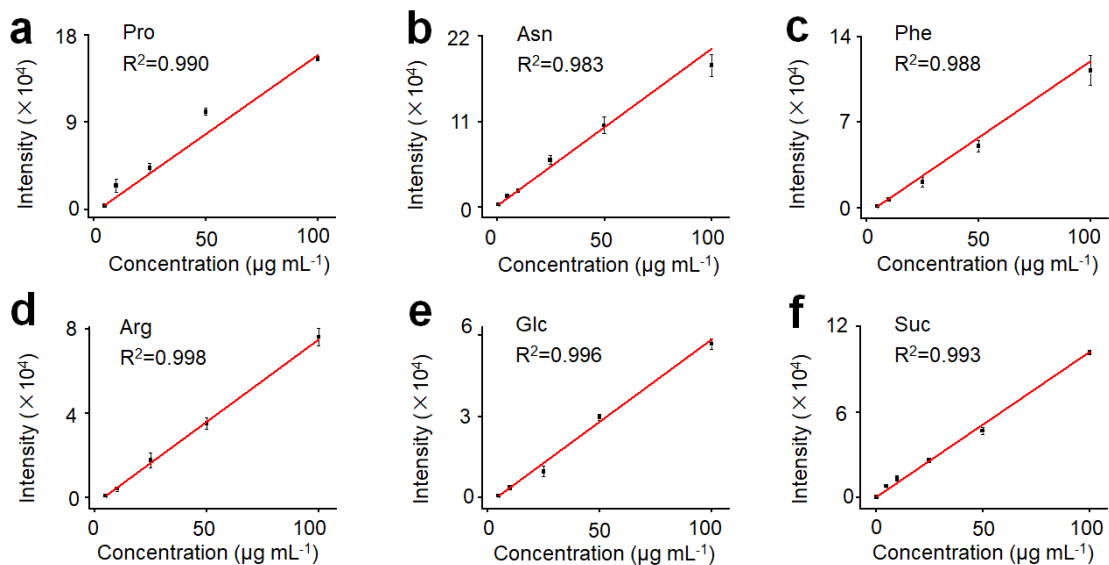 a
Pro
R²=0.990
18
9
0
Intensity (×10⁴)
0
50
100
Concentration (µg mL⁻¹)
b
Asn
R²=0.983
22
11
0
Intensity (×10⁴)
0
50
100
Concentration (µg mL⁻¹)
c
Phe
R²=0.988
14
7
0
Intensity (×10⁴)
0
50
100
Concentration (µg mL⁻¹)
d
Arg
R²=0.998
8
4
0
Intensity (×10⁴)
0
50
100
Concentration (µg mL⁻¹)
e
Glc
R²=0.996
6
3
0
Intensity (×10⁴)
0
50
100
Concentration (µg mL⁻¹)
f
Suc
R²=0.993
12
6
0
Intensity (×10⁴)
0
50
100
Concentration (µg mL⁻¹)